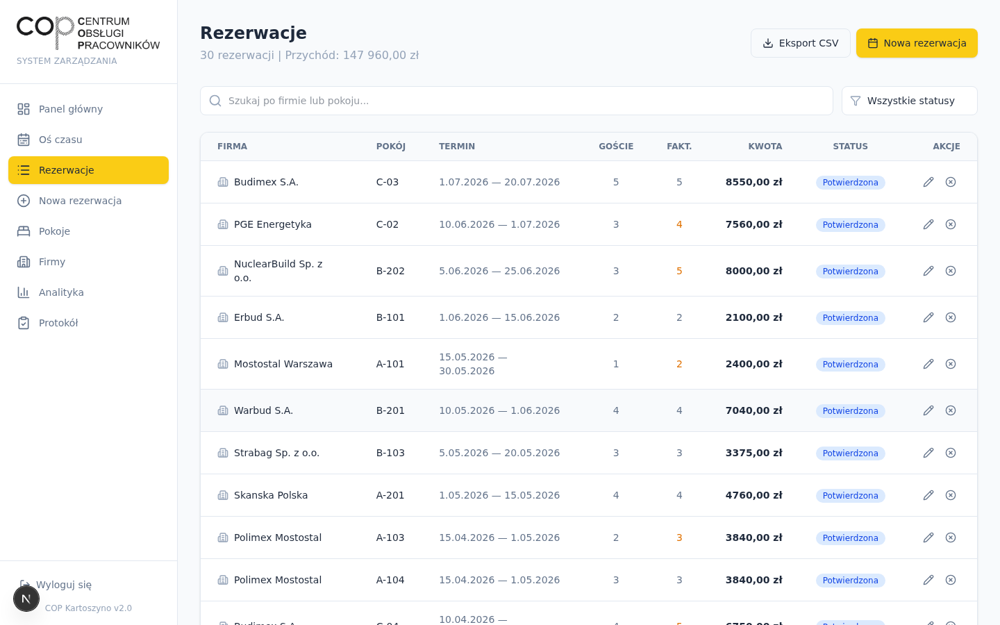 COP CENTRUM
OBSŁUGI
PRACOWNIKÓW
SYSTEM ZARZĄDZANIA
Panel główny
Oś czasu
Rezerwacje
Nowa rezerwacja
Pokoje
Firmy
Analityka
Protokół
Wyloguj się
N
COP Kartoszyno v2.0
Rezerwacje
30 rezerwacji | Przychód: 147 960,00 zł
Eksport CSV
Nowa rezerwacja
Szukaj po firmie lub pokoju...
Wszystkie statusy
FIRMA POKÓJ TERMIN GOŚCIE FAKT. KWOTA STATUS AKCJE
Budimex S.A. C-03 1.07.2026 — 20.07.2026 5 5 8550,00 zł Potwierdzona
PGE Energetyka C-02 10.06.2026 — 1.07.2026 3 4 7560,00 zł Potwierdzona
NuclearBuild Sp. z
o.o. B-202 5.06.2026 — 25.06.2026 3 5 8000,00 zł Potwierdzona
Erbud S.A. B-101 1.06.2026 — 15.06.2026 2 2 2100,00 zł Potwierdzona
Mostostal Warszawa A-101 15.05.2026 —
30.05.2026 1 2 2400,00 zł Potwierdzona
Warbud S.A. B-201 10.05.2026 — 1.06.2026 4 4 7040,00 zł Potwierdzona
Strabag Sp. z o.o. B-103 5.05.2026 — 20.05.2026 3 3 3375,00 zł Potwierdzona
Skanska Polska A-201 1.05.2026 — 15.05.2026 4 4 4760,00 zł Potwierdzona
Polimex Mostostal A-103 15.04.2026 — 1.05.2026 2 3 3840,00 zł Potwierdzona
Polimex Mostostal A-104 15.04.2026 — 1.05.2026 3 3 3840,00 zł Potwierdzona
10.04.2026 —